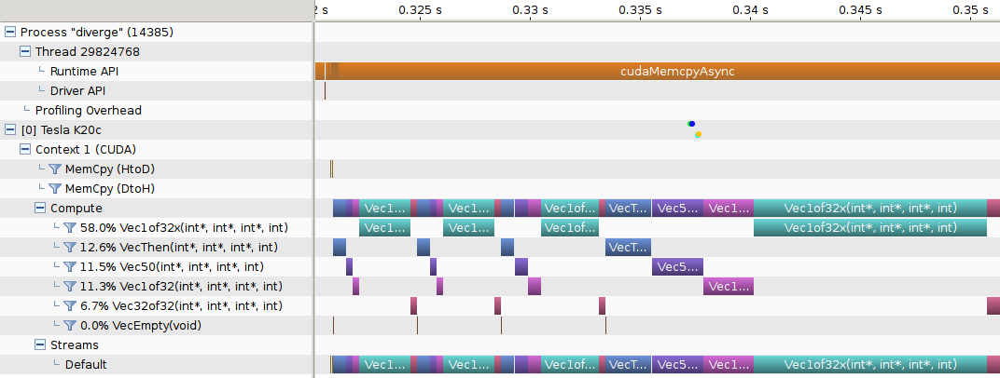 2 s 0.325 s 0.33 s 0.335 s 0.34 s 0.345 s 0.35 s
Process "diverge" (14385)
Thread 29824768
Runtime API cudaMemcpyAsync
Driver API
Profiling Overhead
[0] Tesla K20c
Context 1 (CUDA)
MemCpy (HtoD)
MemCpy (DtoH)
Compute Vec1... Vec1... Vec1of... VecT... Vec5... Vec1... Vec1of32x(int*, int*, int*, int)
58.0% Vec1of32x(int*, int*, int*, int) Vec1... Vec1... Vec1of... Vec1of32x(int*, int*, int*, int)
12.6% VecThen(int*, int*, int*, int) VecT...
11.5% Vec50(int*, int*, int*, int) Vec5...
11.3% Vec1of32(int*, int*, int*, int) Vec1...
6.7% Vec32of32(int*, int*, int*, int)
0.0% VecEmpty(void)
Streams
Default Vec1... Vec1... Vec1of... VecT... Vec5... Vec1... Vec1of32x(int*, int*, int*, int)